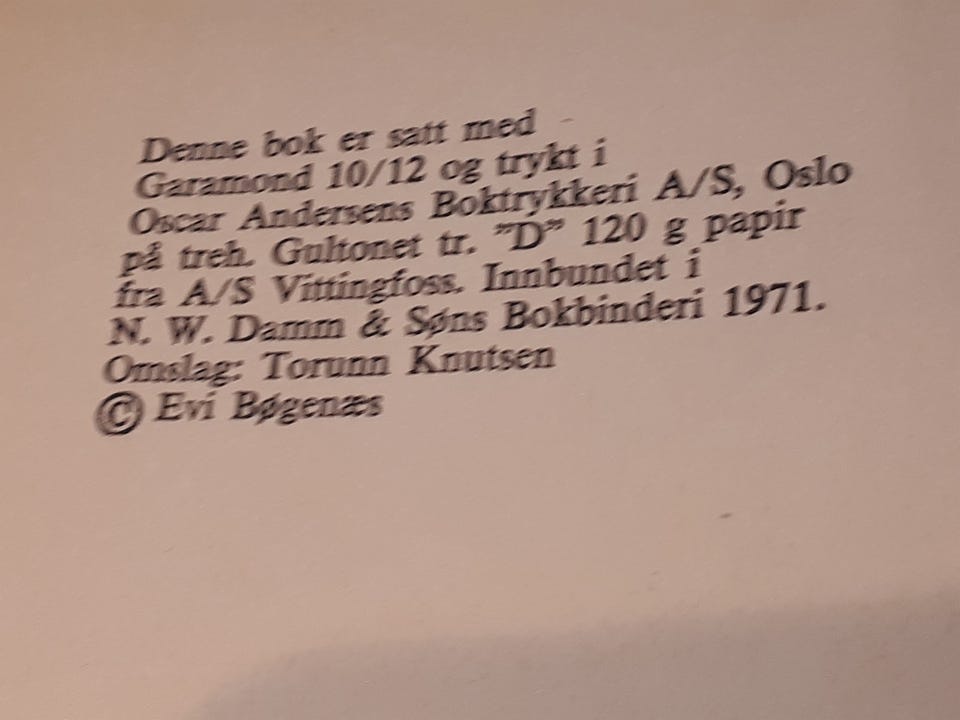 Denne bok er satt med
Garamond 10/12 og trykt i
Oscar Andersens Boktrykkeri A/S, Oslo
på treh. Gultonet tr. ”D” 120 g papir
fra A/S Vittingfoss. Innbundet i
N. W. Damm & Søns Bokbinderi 1971.
Omslag: Torunn Knutsen
© Evi Bøgenæs